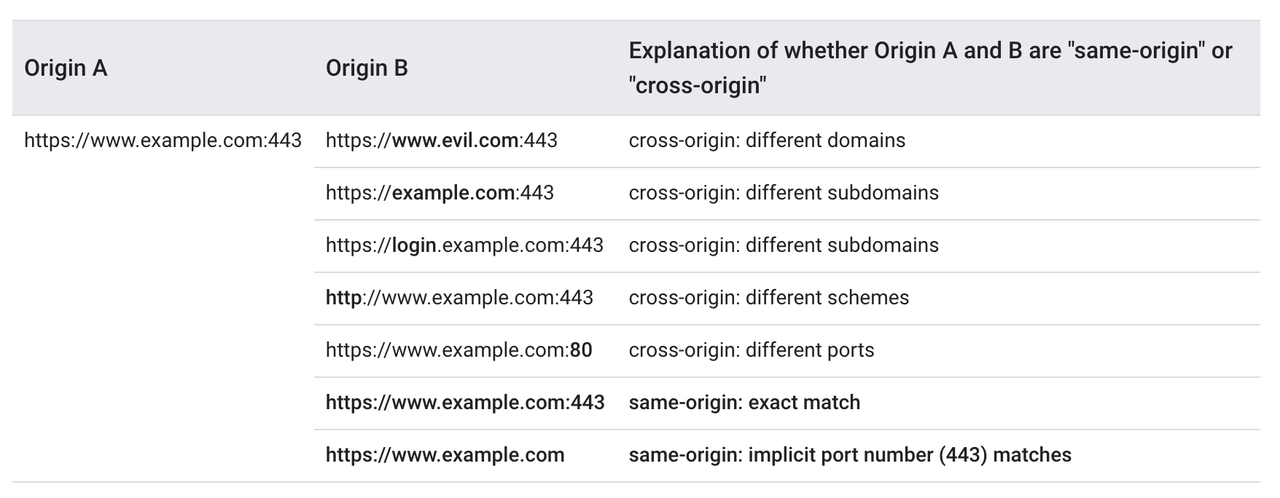 Origin A Origin B Explanation of whether Origin A and B are "same-origin" or
"cross-origin"
https://www.example.com:443 https://www.evil.com:443 cross-origin: different domains
https://example.com:443 cross-origin: different subdomains
https://login.example.com:443 cross-origin: different subdomains
http://www.example.com:443 cross-origin: different schemes
https://www.example.com:80 cross-origin: different ports
https://www.example.com:443 same-origin: exact match
https://www.example.com same-origin: implicit port number (443) matches